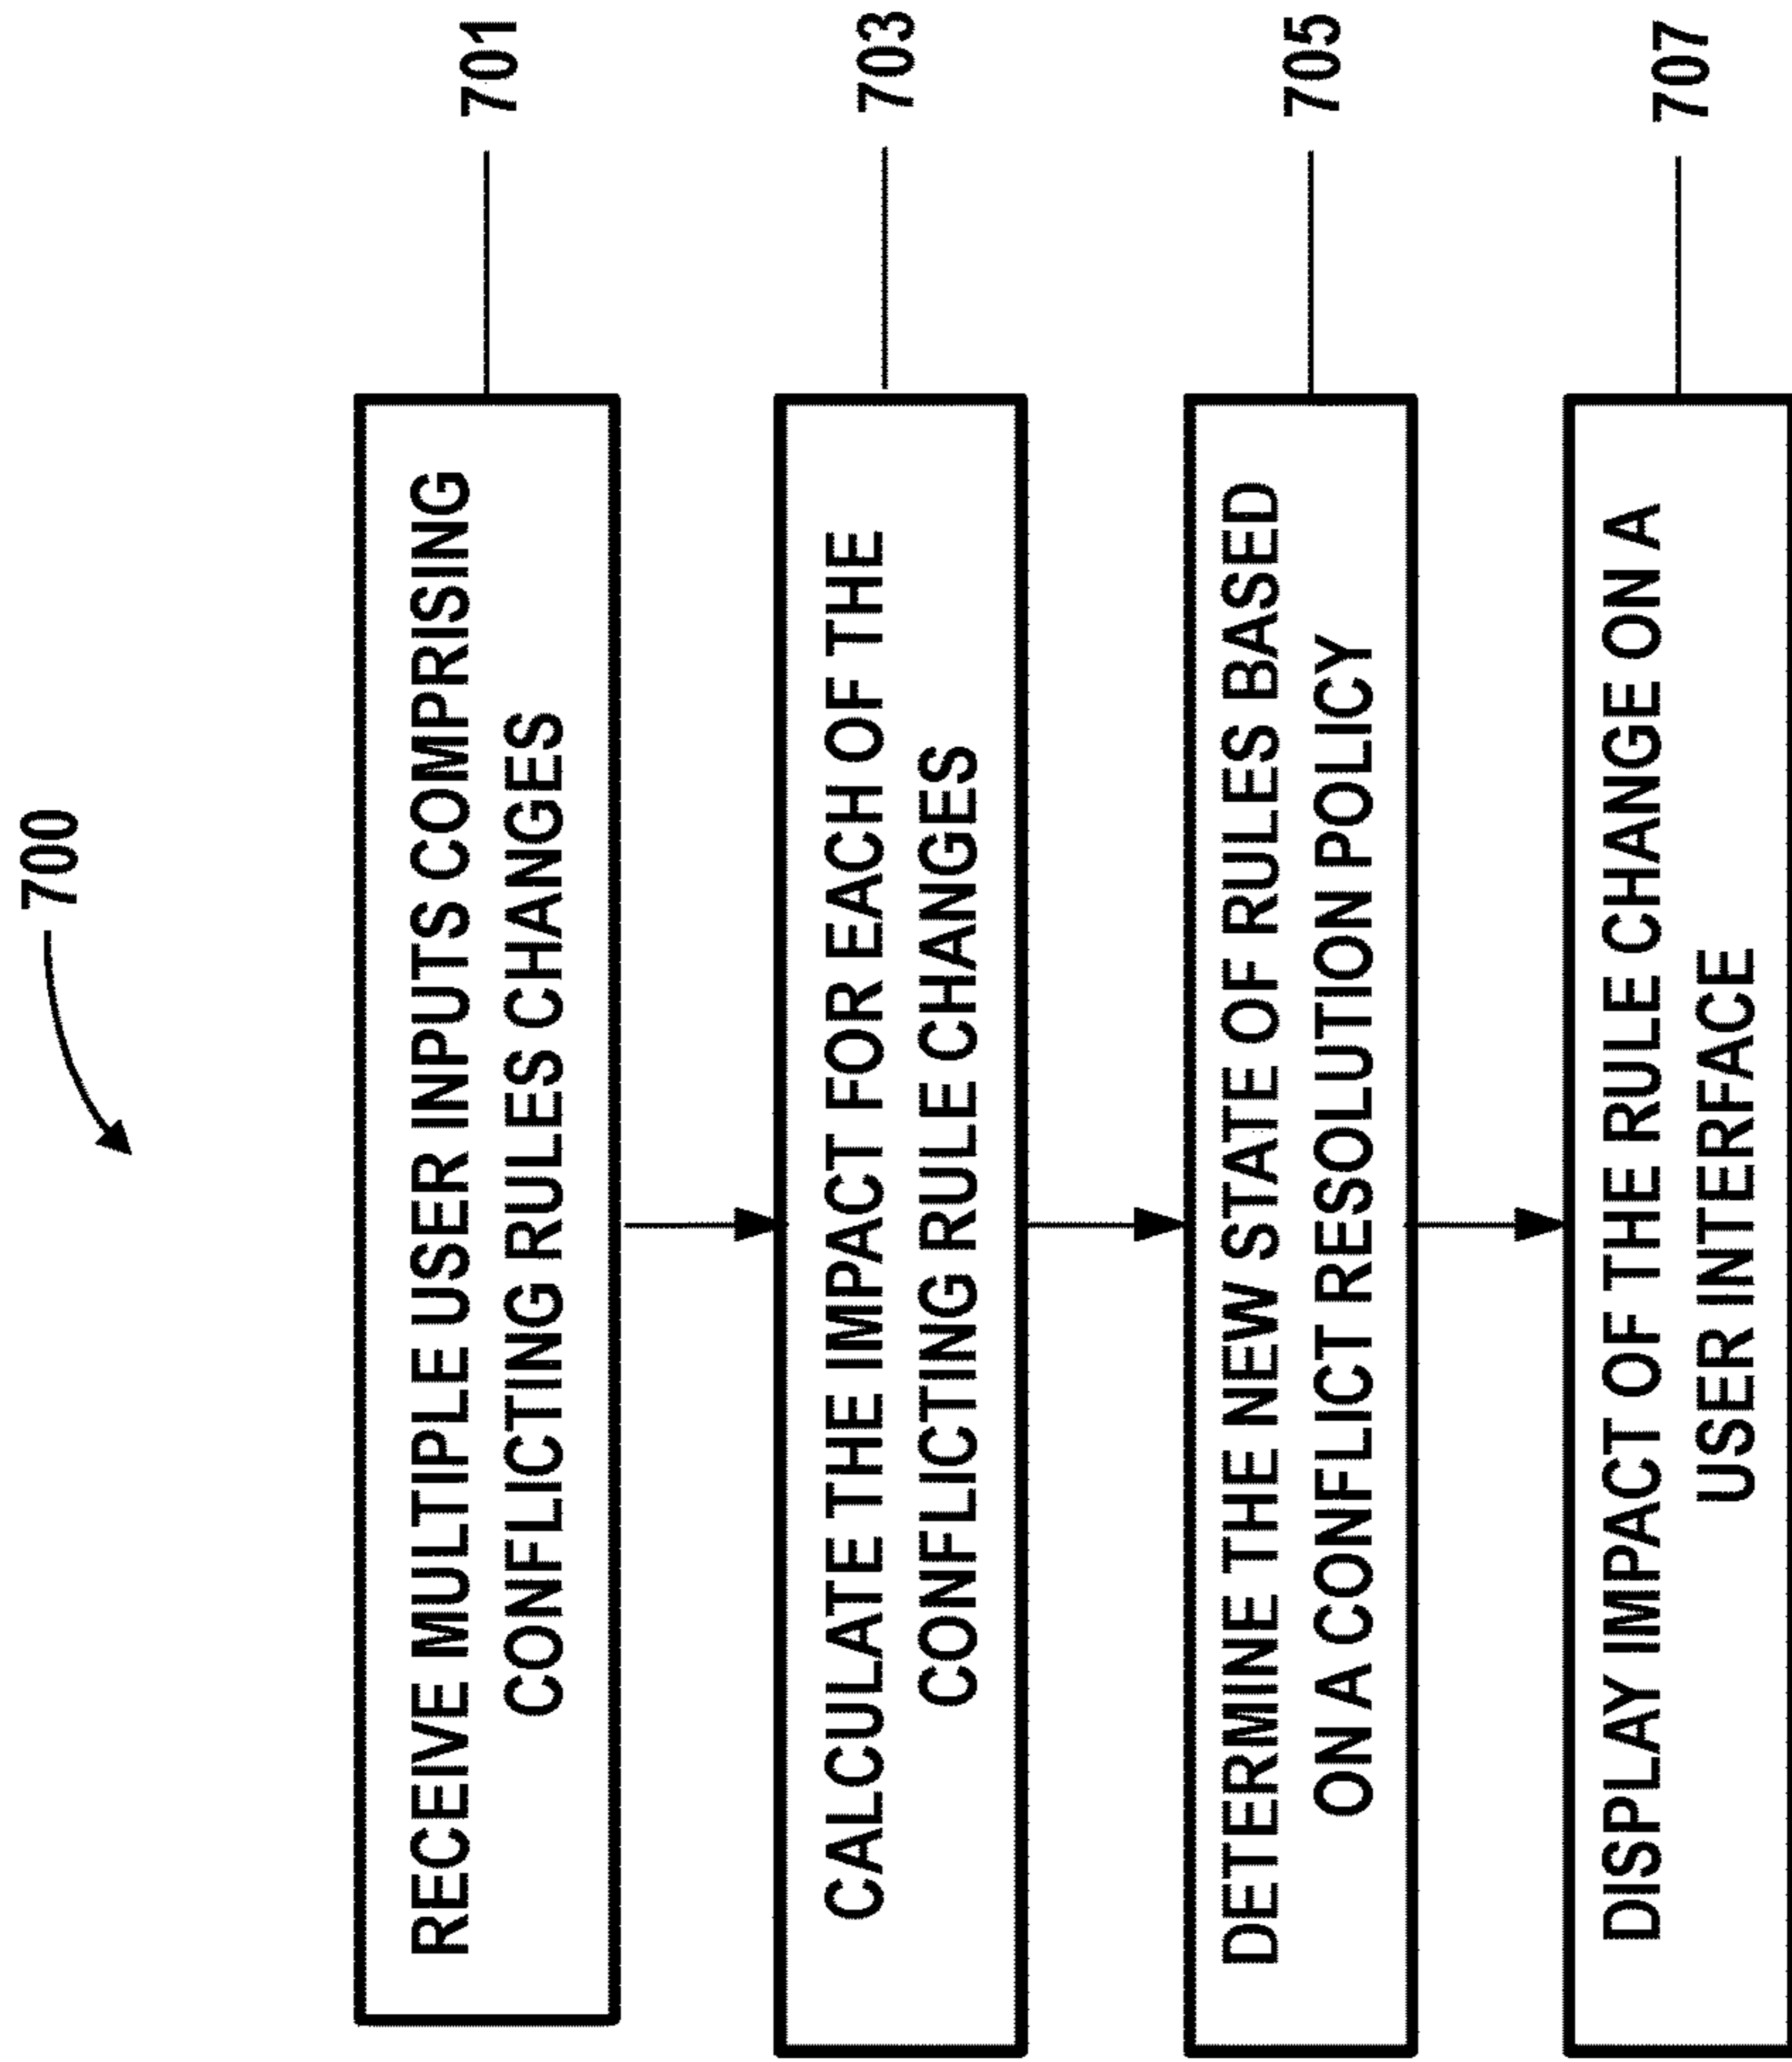 700
RECEIVE MULTIPLE USER INPUTS COMPRISING
CONFLICTING RULES CHANGES
701
CALCULATE THE IMPACT FOR EACH OF THE
CONFLICTING RULE CHANGES
703
DETERMINE THE NEW STATE OF RULES BASED
ON A CONFLICT RESOLUTION POLICY
705
DISPLAY IMPACT OF THE RULE CHANGE ON A
USER INTERFACE
707